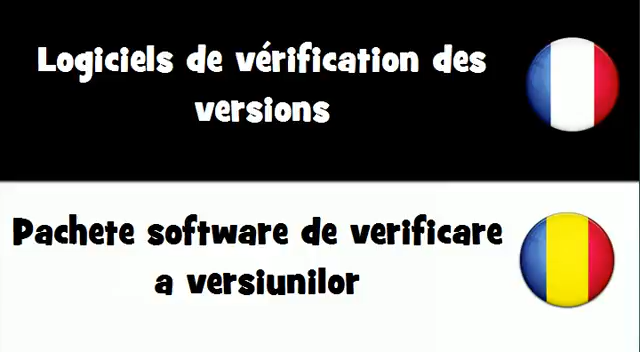 Logiciels de vérification des
versions
Pachete software de verificare
a versiunilor